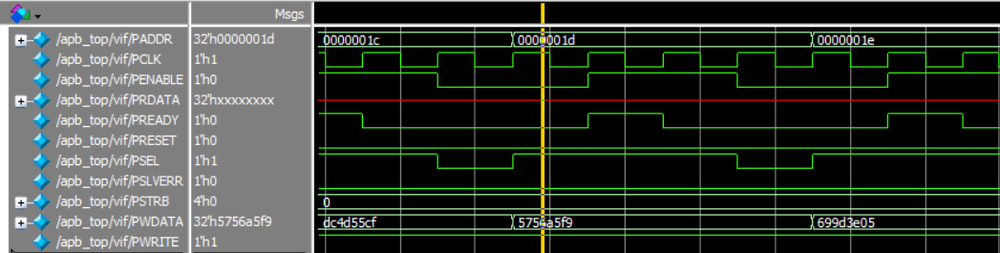 Msgs
/apb_top/vif/PADDR 32'h0000001d 0000001c 0000001d 0000001e
/apb_top/vif/PCLK 1'h1
/apb_top/vif/PENABLE 1'h0
/apb_top/vif/PRDATA 32'hxxxxxxxx
/apb_top/vif/PREADY 1'h0
/apb_top/vif/PRESET 1'h0
/apb_top/vif/PSEL 1'h1
/apb_top/vif/PSLVERR 1'h0
/apb_top/vif/PSTRB 4'h0 0
/apb_top/vif/PWDATA 32'h5756a5f9 dc4d55cf 5756a5f9 699d3e05
/apb_top/vif/PWRITE 1'h1